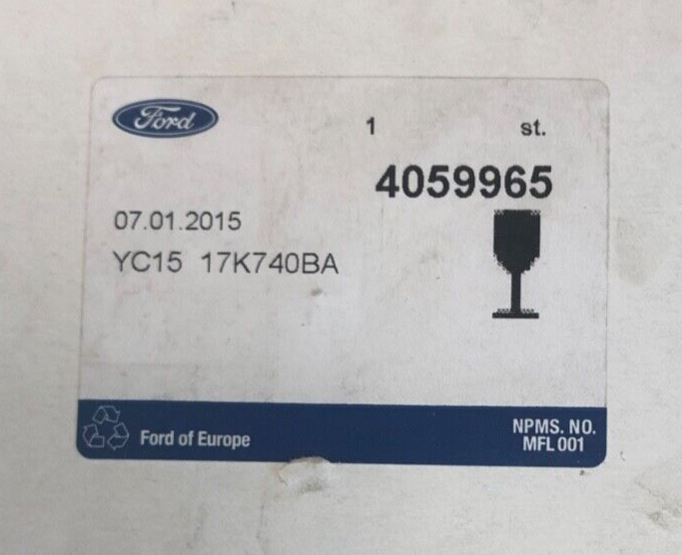 Ford
1 st.
4059965
07.01.2015
YC15 17K740BA
Ford of Europe
NPMS. NO.
MFL 001